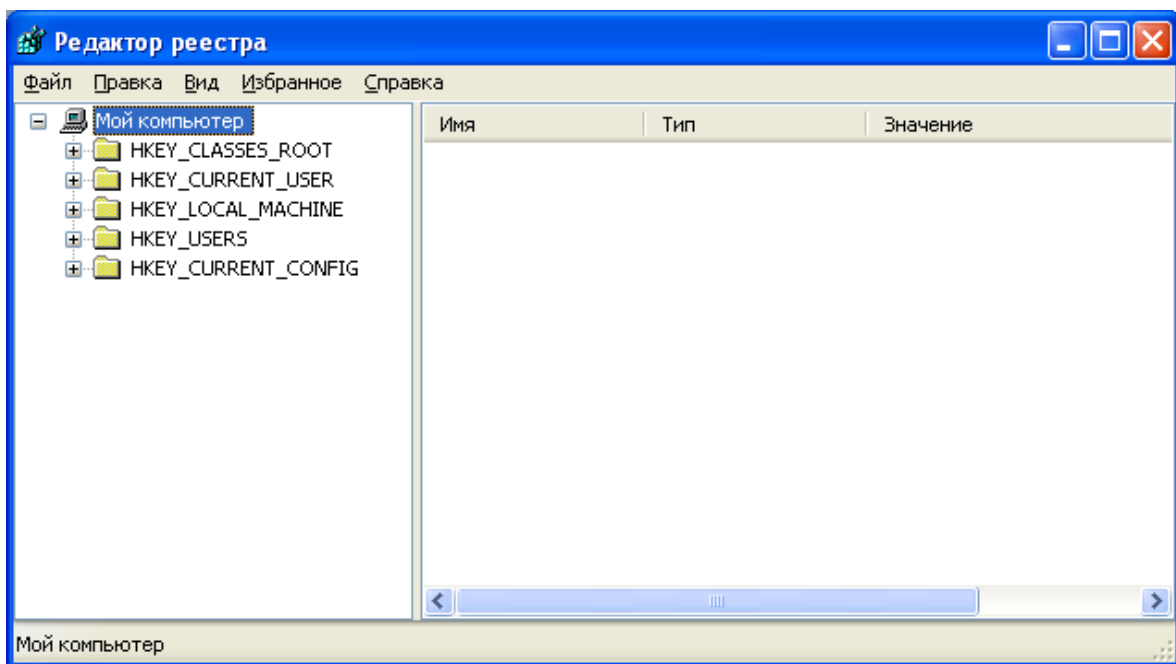 Редактор реестра
Файл Правка Вид Избранное Справка
Мой компьютер
HKEY_CLASSES_ROOT
HKEY_CURRENT_USER
HKEY_LOCAL_MACHINE
HKEY_USERS
HKEY_CURRENT_CONFIG
Имя Тип Значение
Мой компьютер